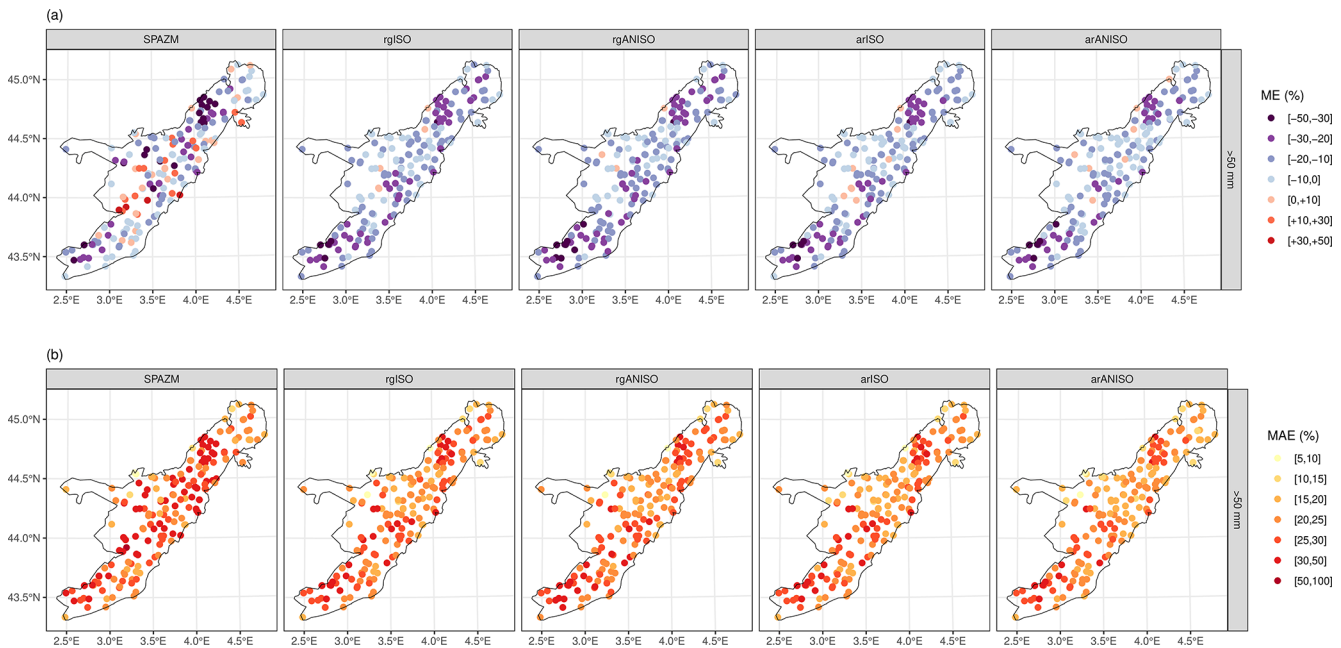 (a)
SPAZM rgISO rgANISO arISO arANISO
45.0°N
44.5°N
44.0°N
43.5°N
>50 mm
2.5°E 3.0°E 3.5°E 4.0°E 4.5°E 2.5°E 3.0°E 3.5°E 4.0°E 4.5°E 2.5°E 3.0°E 3.5°E 4.0°E 4.5°E 2.5°E 3.0°E 3.5°E 4.0°E 4.5°E 2.5°E 3.0°E 3.5°E 4.0°E 4.5°E
ME (%)
[−50,−30]
[−30,−20]
[−20,−10]
[−10,0]
[0,+10]
[+10,+30]
[+30,+50]
(b)
SPAZM rgISO rgANISO arISO arANISO
45.0°N
44.5°N
44.0°N
43.5°N
>50 mm
2.5°E 3.0°E 3.5°E 4.0°E 4.5°E 2.5°E 3.0°E 3.5°E 4.0°E 4.5°E 2.5°E 3.0°E 3.5°E 4.0°E 4.5°E 2.5°E 3.0°E 3.5°E 4.0°E 4.5°E 2.5°E 3.0°E 3.5°E 4.0°E 4.5°E
MAE (%)
[5,10]
[10,15]
[15,20]
[20,25]
[25,30]
[30,50]
[50,100]